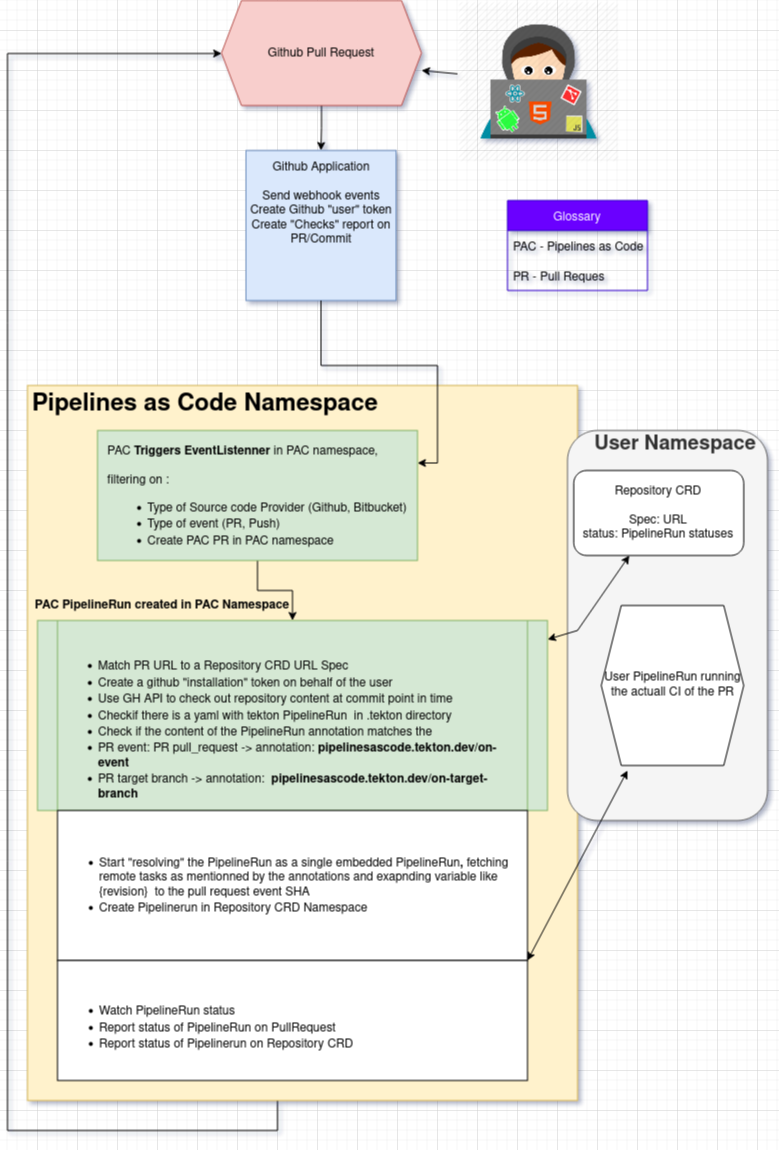 Github Pull Request
5
JS
Github Application
Send webhook events
Create Github "user" token
Create "Checks" report on
PR/Commit
Glossary
PAC - Pipelines as Code
PR - Pull Reques
Pipelines as Code Namespace
PAC Triggers EventListenner in PAC namespace,
filtering on :
• Type of Source code Provider (Github, Bitbucket)
• Type of event (PR, Push)
• Create PAC PR in PAC namespace
User Namespace
Repository CRD
Spec: URL
status: PipelineRun statuses
PAC PipelineRun created in PAC Namespace
• Match PR URL to a Repository CRD URL Spec
• Create a github "installation" token on behalf of the user
• Use GH API to check out repository content at commit point in time
• Checkif there is a yaml with tekton PipelineRun in .tekton directory
• Check if the content of the PipelineRun annotation matches the
• PR event: PR pull_request -> annotation: pipelinesascode.tekton.dev/on-
event
• PR target branch -> annotation: pipelinesascode.tekton.dev/on-target-
branch
User PipelineRun running
the actuall CI of the PR
• Start "resolving" the PipelineRun as a single embedded PipelineRun, fetching
remote tasks as mentionned by the annotations and exapnding variable like
{revision} to the pull request event SHA
• Create Pipelinerun in Repository CRD Namespace
• Watch PipelineRun status
• Report status of PipelineRun on PullRequest
• Report status of Pipelinerun on Repository CRD